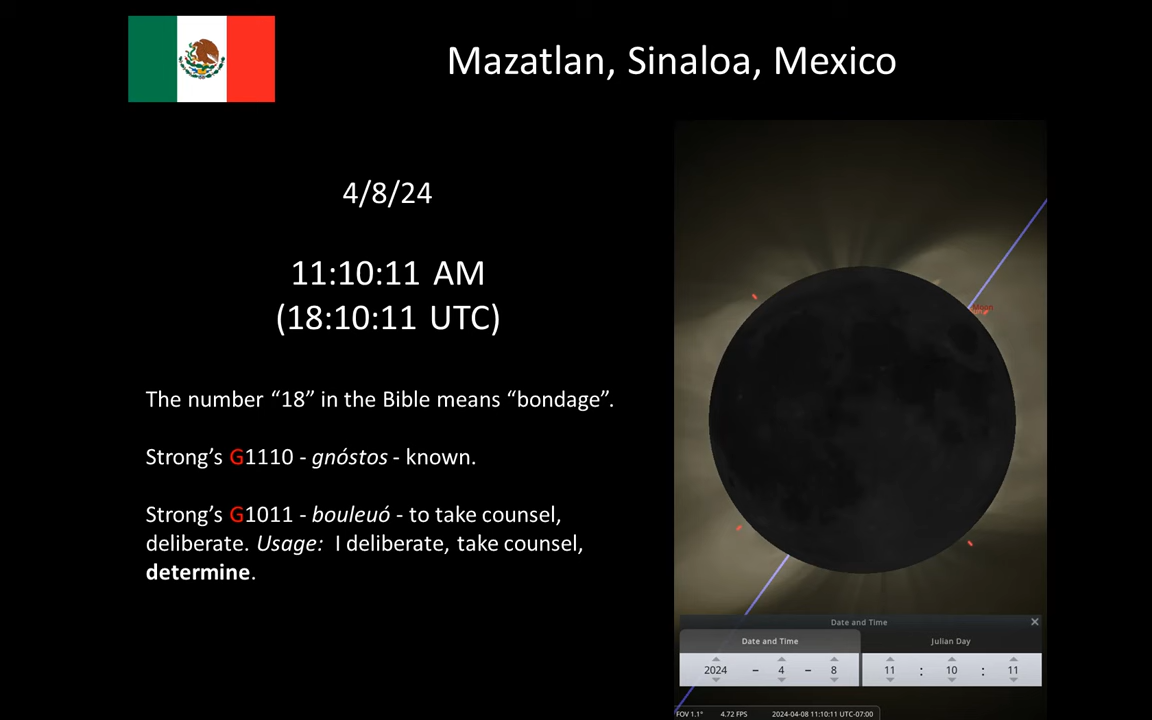 Mazatlan, Sinaloa, Mexico
4/8/24
11:10:11 AM
(18:10:11 UTC)
The number “18” in the Bible means “bondage”.
Strong’s G1110 - gnóstos - known.
Strong’s G1011 - bouleuó - to take counsel,
deliberate. Usage:  I deliberate, take counsel,
determine.
Moon
Date and Time
Date and Time
Julian Day
2024 – 4 – 8 11 : 10 : 11
FOV 1.1° 4.72 FPS 2024-04-08 11:10:11 UTC-07:00